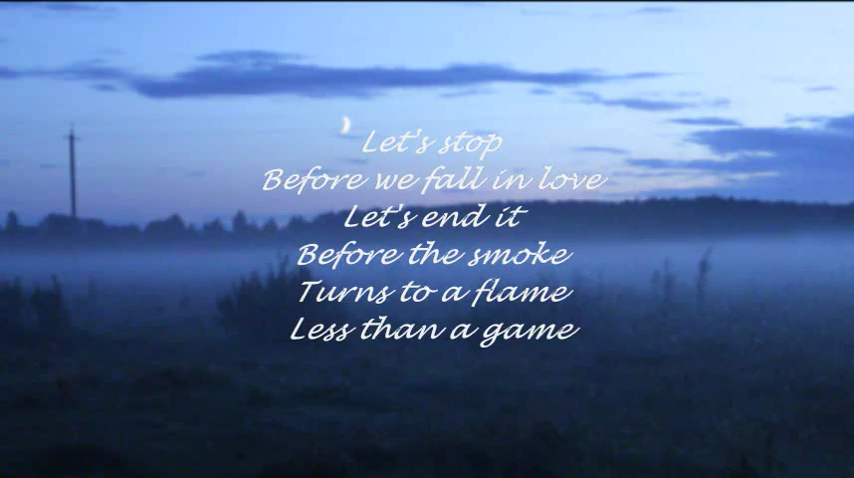 Let's stop
Before we fall in love
Let's end it
Before the smoke
Turns to a flame
Less than a game